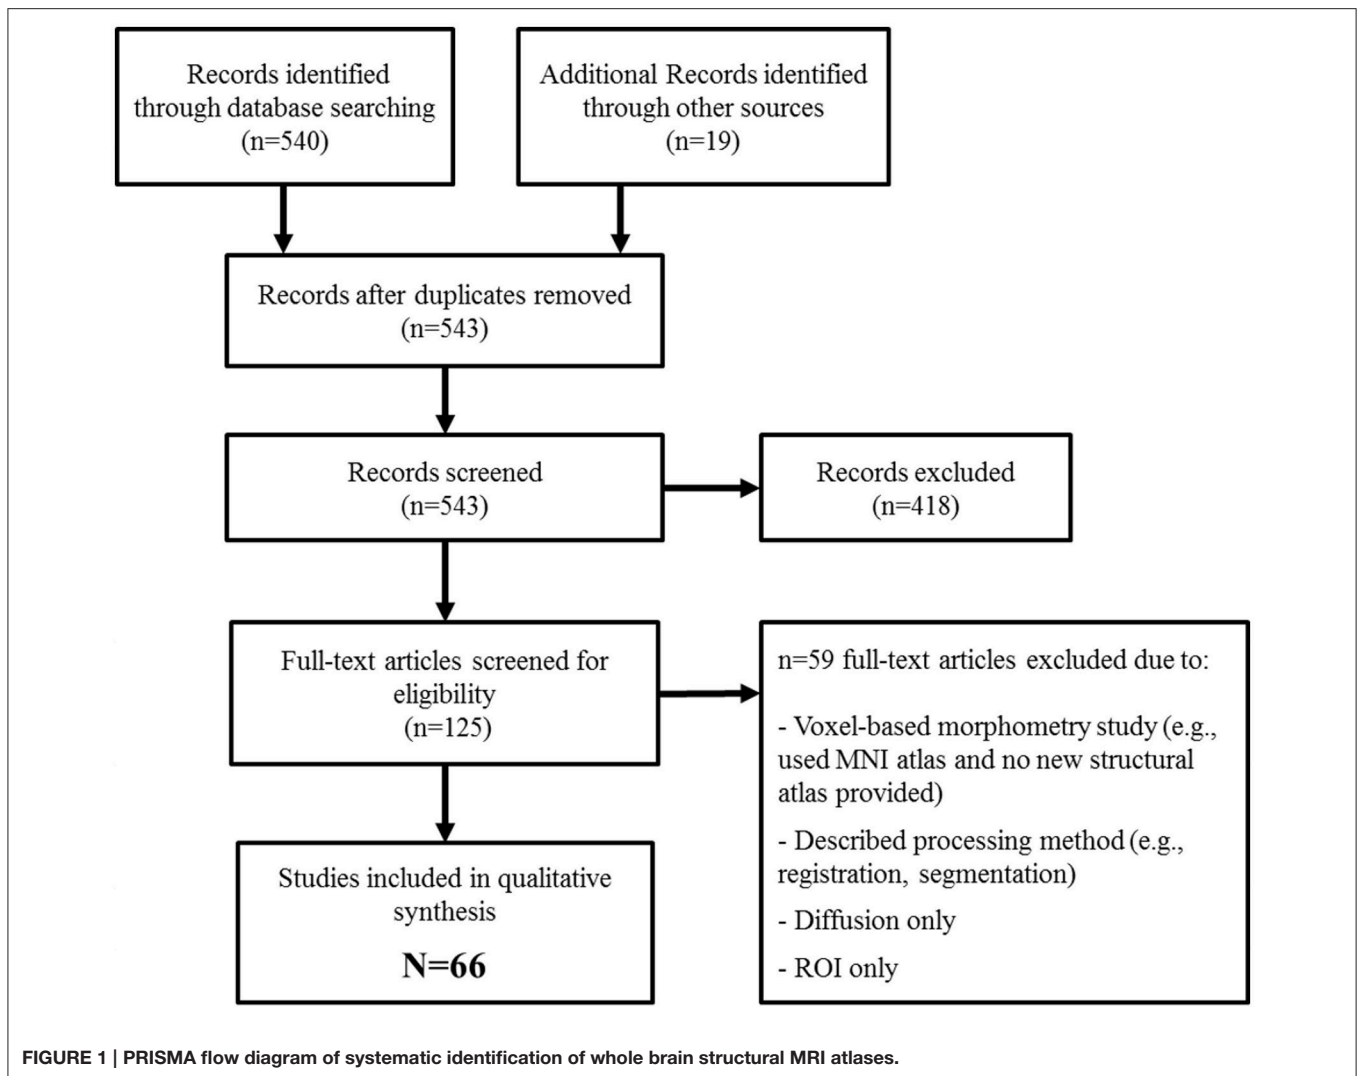 Records identified
through database searching
(n=540)
Additional Records identified
through other sources
(n=19)
Records after duplicates removed
(n=543)
Records screened
(n=543)
Records excluded
(n=418)
Full-text articles screened for
eligibility
(n=125)
n=59 full-text articles excluded due to:
- Voxel-based morphometry study (e.g.,
used MNI atlas and no new structural
atlas provided)
- Described processing method (e.g.,
registration, segmentation)
- Diffusion only
- ROI only
Studies included in qualitative
synthesis
N=66
FIGURE 1 | PRISMA flow diagram of systematic identification of whole brain structural MRI atlases.